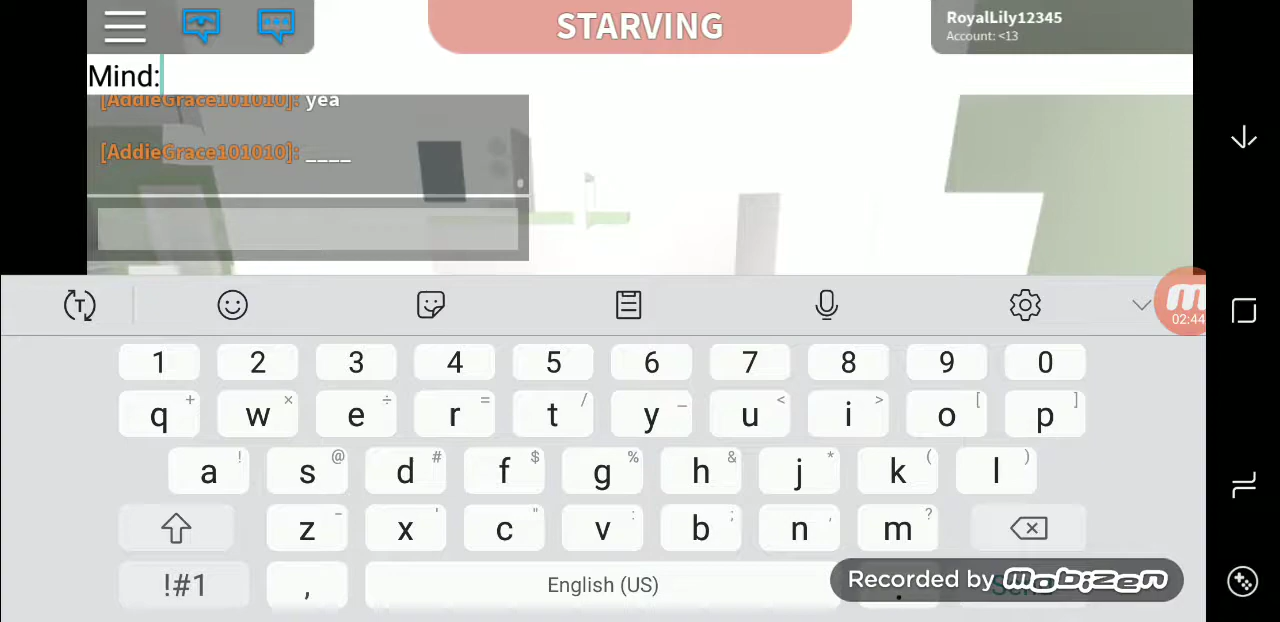 STARVING
RoyalLily12345
Account: <13
Mind:
[AddieGrace101010]: yea
[AddieGrace101010]: ____
02:44
1 2 3 4 5 6 7 8 9 0
q + w × e ÷ r = t / y _ u < i > o [ p ]
a ! s @ d # f $ g % h & j * k ( l )
z - x ' c " v : b ; n , m ?
!#1 , English (US) .
Recorded by mobizen